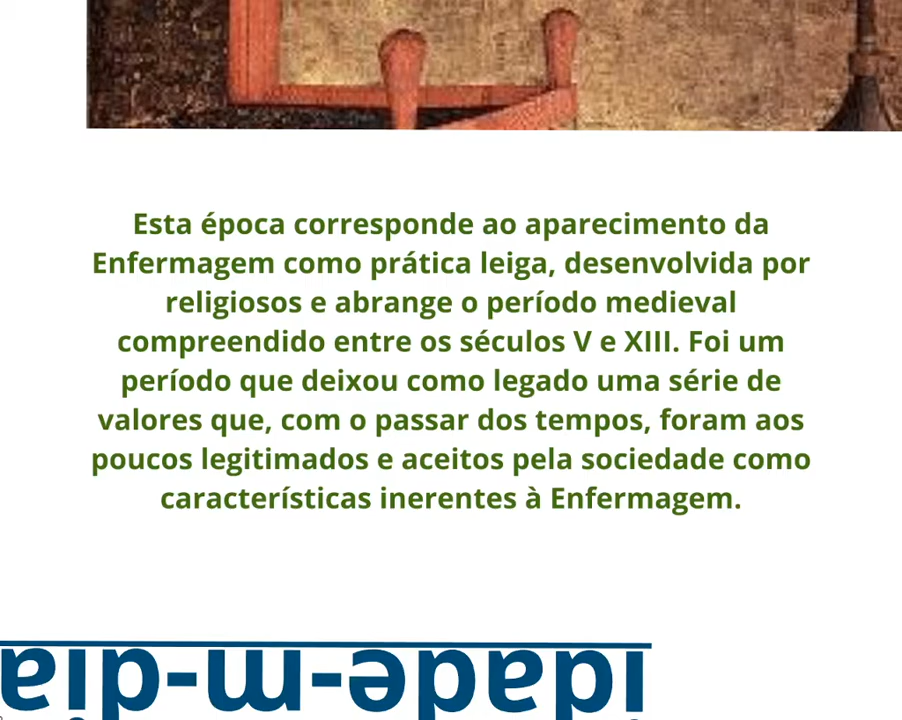 Esta época corresponde ao aparecimento da
Enfermagem como prática leiga, desenvolvida por
religiosos e abrange o período medieval
compreendido entre os séculos V e XIII. Foi um
período que deixou como legado uma série de
valores que, com o passar dos tempos, foram aos
poucos legitimados e aceitos pela sociedade como
características inerentes à Enfermagem.
idade-m-dia